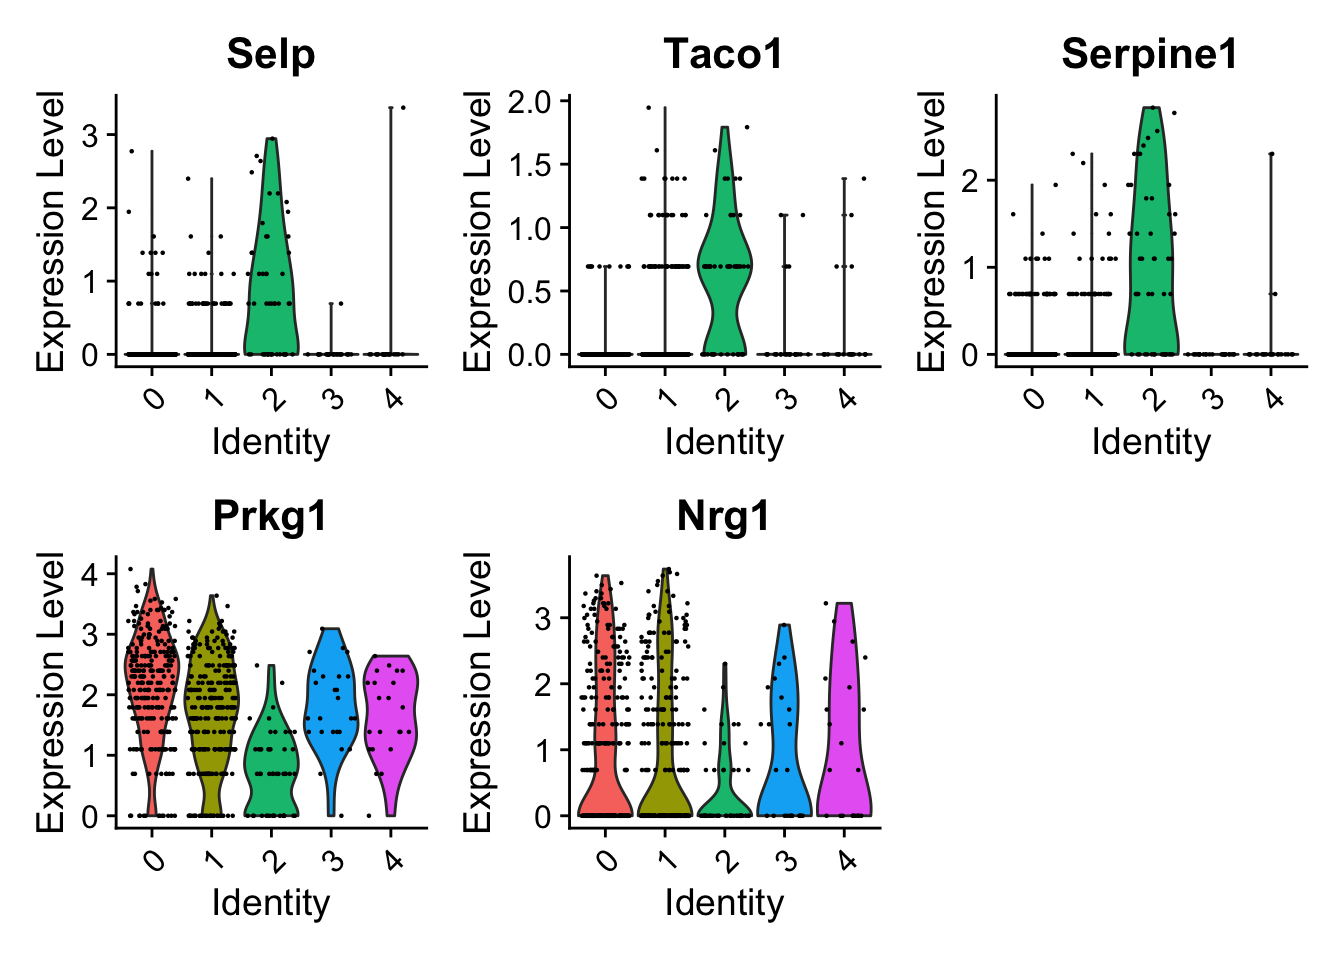 Selp
Expression Level
3
2
1
0
0 1 2 3 4
Identity
Taco1
Expression Level
2.0
1.5
1.0
0.5
0.0
0 1 2 3 4
Identity
Serpine1
Expression Level
2
1
0
0 1 2 3 4
Identity
Prkg1
Expression Level
4
3
2
1
0
0 1 2 3 4
Identity
Nrg1
Expression Level
3
2
1
0
0 1 2 3 4
Identity